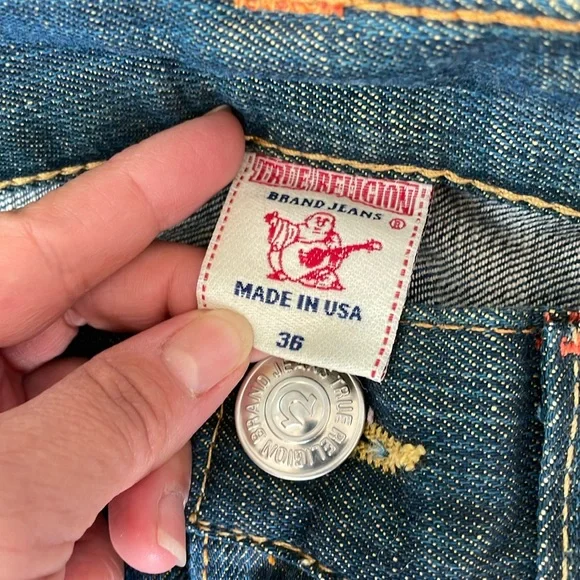 TRUE RELIGION
BRAND JEANS ®
MADE IN USA
36
TRUE RELIGION BRAND JEANS